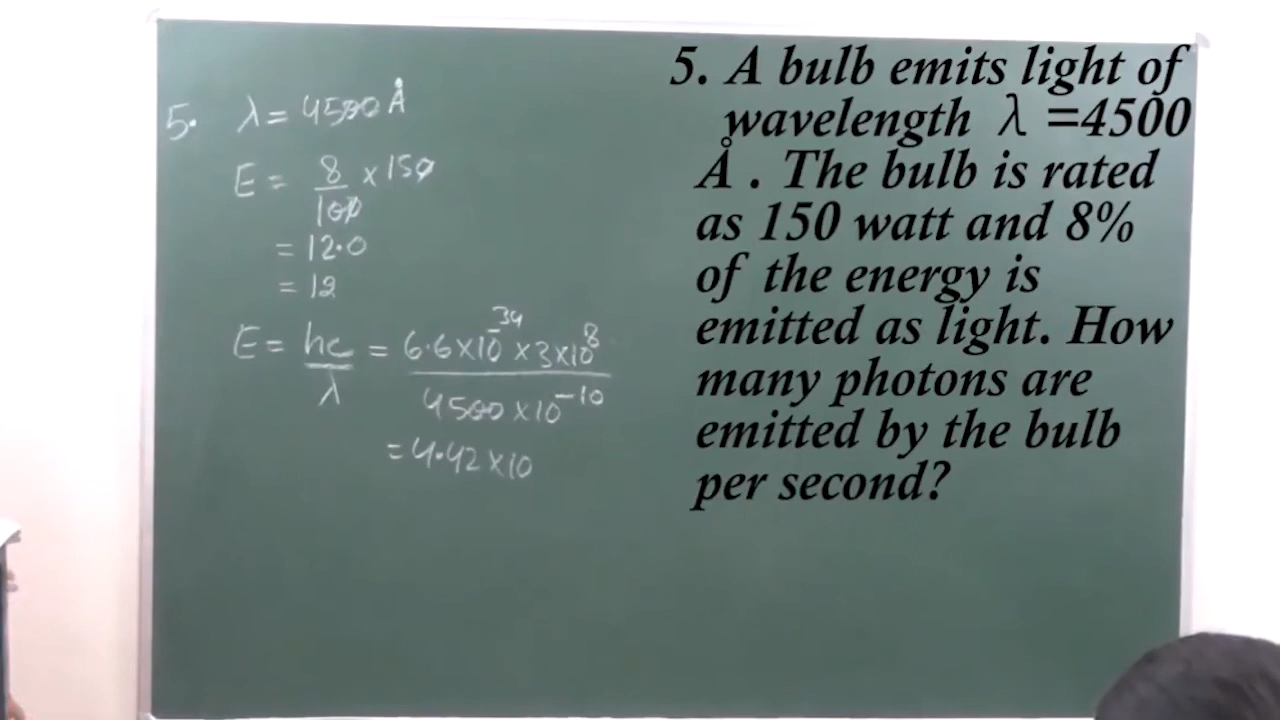 5. λ = 4500 Å
E = 8/100 × 150
= 12.0
= 12
E = hc/λ = 6.6×10⁻³⁴ × 3×10⁸ / 4500 ×10⁻¹⁰
= 4.42×10
5. A bulb emits light of
wavelength λ =4500
Å . The bulb is rated
as 150 watt and 8%
of the energy is
emitted as light. How
many photons are
emitted by the bulb
per second?